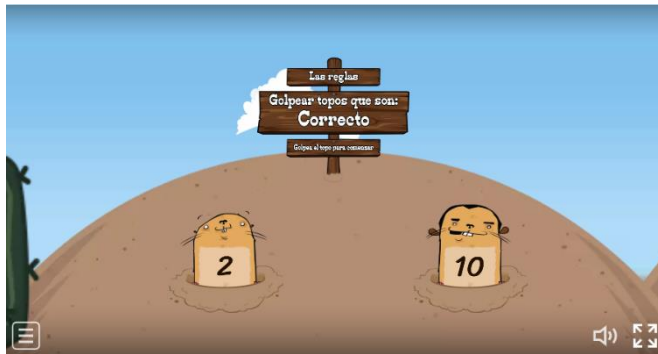 Las reglas
Golpear topos que son:
Correcto
Golpea el topo para comenzar
2
10